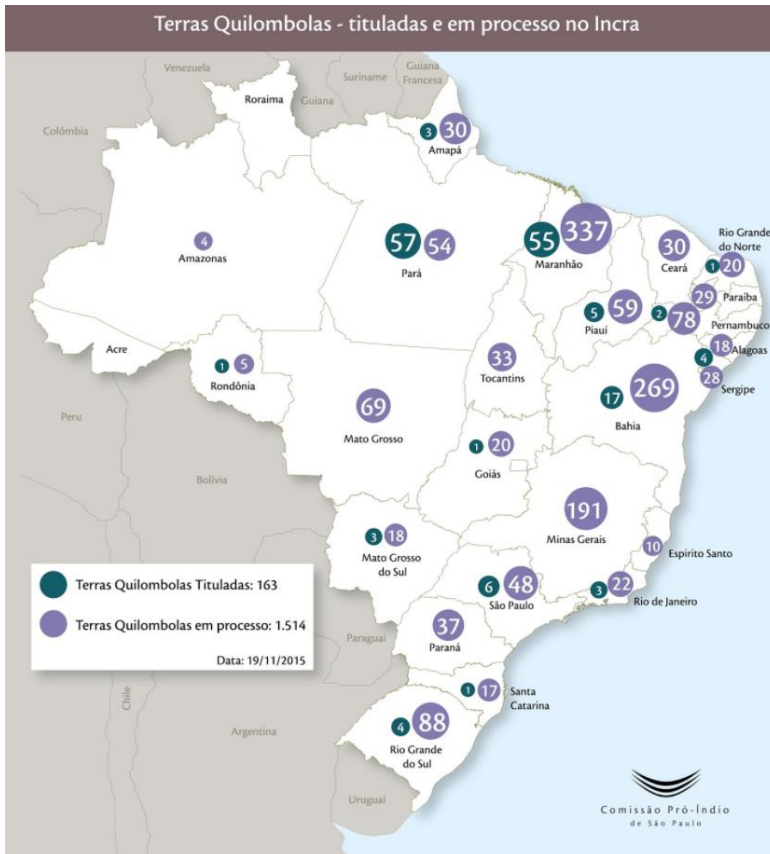 Terras Quilombolas - tituladas e em processo no Incra
Venezuela
Guiana
Francesa
Suriname
Guiana
Colômbia
Roraima
3
30
Amapá
4
Amazonas
57
54
Pará
55
337
Maranhão
30
Ceará
Rio Grande
do Norte
1
20
29
Paraíba
5
59
Piauí
2
78
Pernambuco
18
Alagoas
4
28
Sergipe
Acre
1
5
Rondônia
33
Tocantins
69
Mato Grosso
17
269
Bahia
Peru
Bolívia
1
20
Goiás
191
Minas Gerais
3
18
Mato Grosso
do Sul
10
Espirito Santo
6
48
São Paulo
3
22
Rio de Janeiro
Terras Quilombolas Tituladas: 163
Terras Quilombolas em processo: 1.514
Data: 19/11/2015
Paraguai
37
Paraná
Chile
Argentina
1
17
Santa
Catarina
4
88
Rio Grande
do Sul
Uruguai
Comissão Pró-Índio
de São Paulo